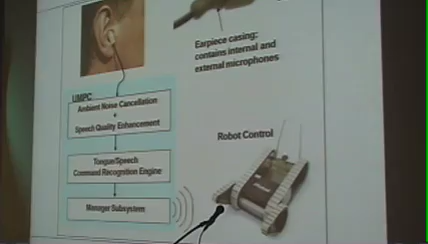 Earpiece casing:
contains internal and
external microphones
UMPC
Ambient Noise Cancellation
+
Speech Quality Enhancement
Tongue/Speech
Command Recognition Engine
Manager Subsystem
Robot Control